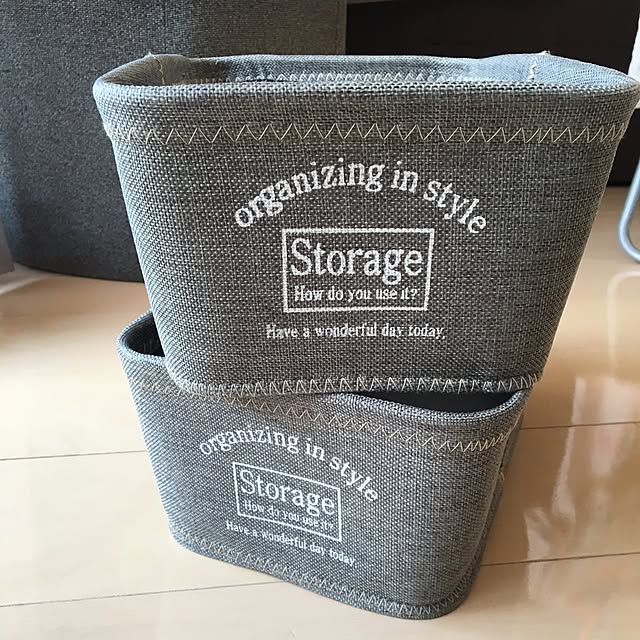 organizing in style
Storage
How do you use it?
Have a wonderful day today,
organizing in style
Storage
How do you use it?
Have a wonderful day today